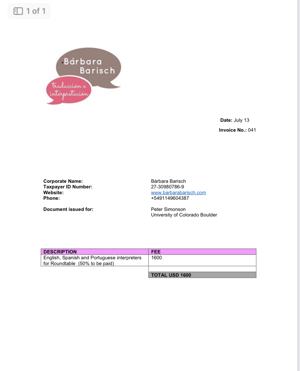 1 of 1
Bárbara
Barisch
traducción e
interpretación
Date: July 13
Invoice No.: 041
Corporate Name: Bárbara Barisch
Taxpayer ID Number: 27-30980786-9
Website: www.barbarabarisch.com
Phone: +5491149604387
Document issued for: Peter Simonson
University of Colorado Boulder
DESCRIPTION FEE
English, Spanish and Portuguese interpreters 1600
for Roundtable (50% to be paid)
TOTAL USD 1600